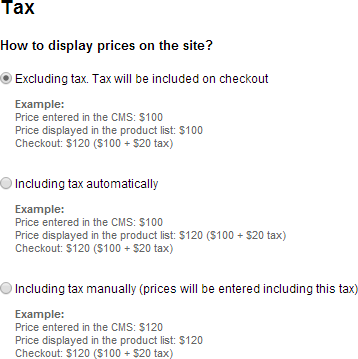 Tax
How to display prices on the site?
Excluding tax. Tax will be included on checkout
Example:
Price entered in the CMS: $100
Price displayed in the product list: $100
Checkout: $120 ($100 + $20 tax)
Including tax automatically
Example:
Price entered in the CMS: $100
Price displayed in the product list: $120 ($100 + $20 tax)
Checkout: $120 ($100 + $20 tax)
Including tax manually (prices will be entered including this tax)
Example:
Price entered in the CMS: $120
Price displayed in the product list: $120
Checkout: $120 ($100 + $20 tax)